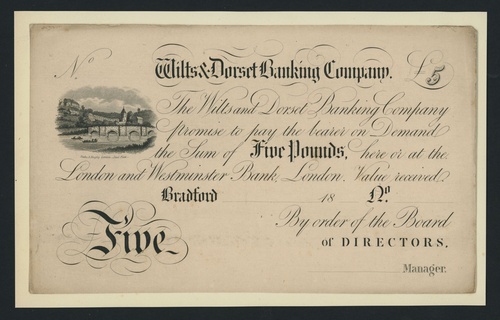 No Wilts & Dorset Banking Company. £5
The Wilts and Dorset Banking Company
promise to pay the bearer on Demand
the Sum of Five Pounds, here or at the
London and Westminster Bank, London. Value received.
Bradford 18 No.
By order of the Board
Five of DIRECTORS,
Manager.